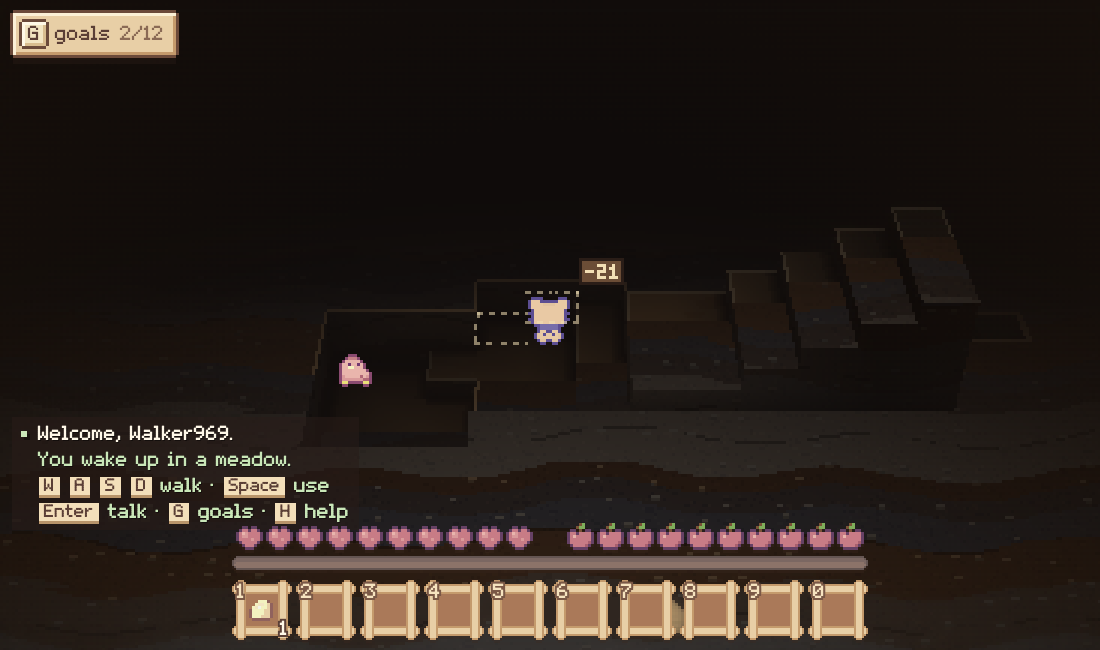 G goals 2/12
-21
Welcome, Walker969.
You wake up in a meadow.
W A S D walk · Space use
Enter talk · G goals · H help
1 2 3 4 5 6 7 8 9 0
1